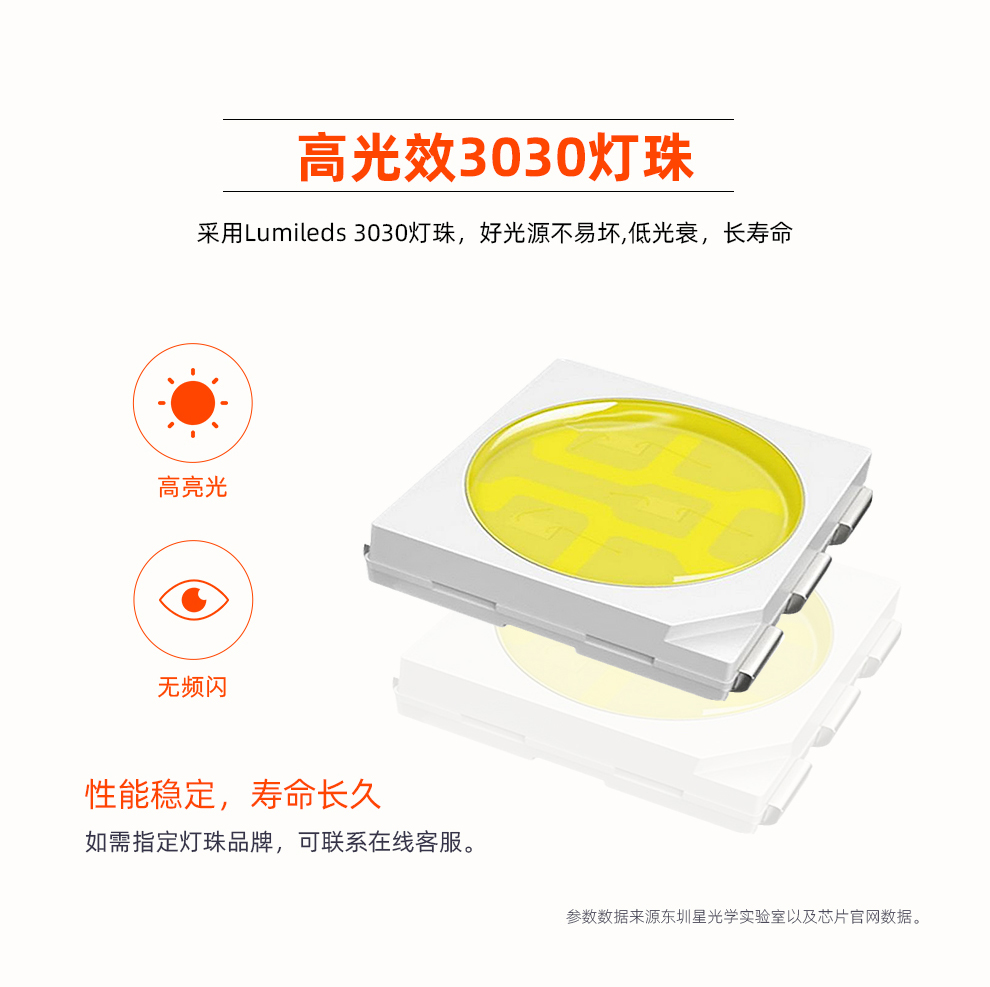 高光效3030灯珠
采用Lumileds 3030灯珠，好光源不易坏,低光衰，长寿命
高亮光
无频闪
性能稳定，寿命长久
如需指定灯珠品牌，可联系在线客服。
参数数据来源东圳星光学实验室以及芯片官网数据。